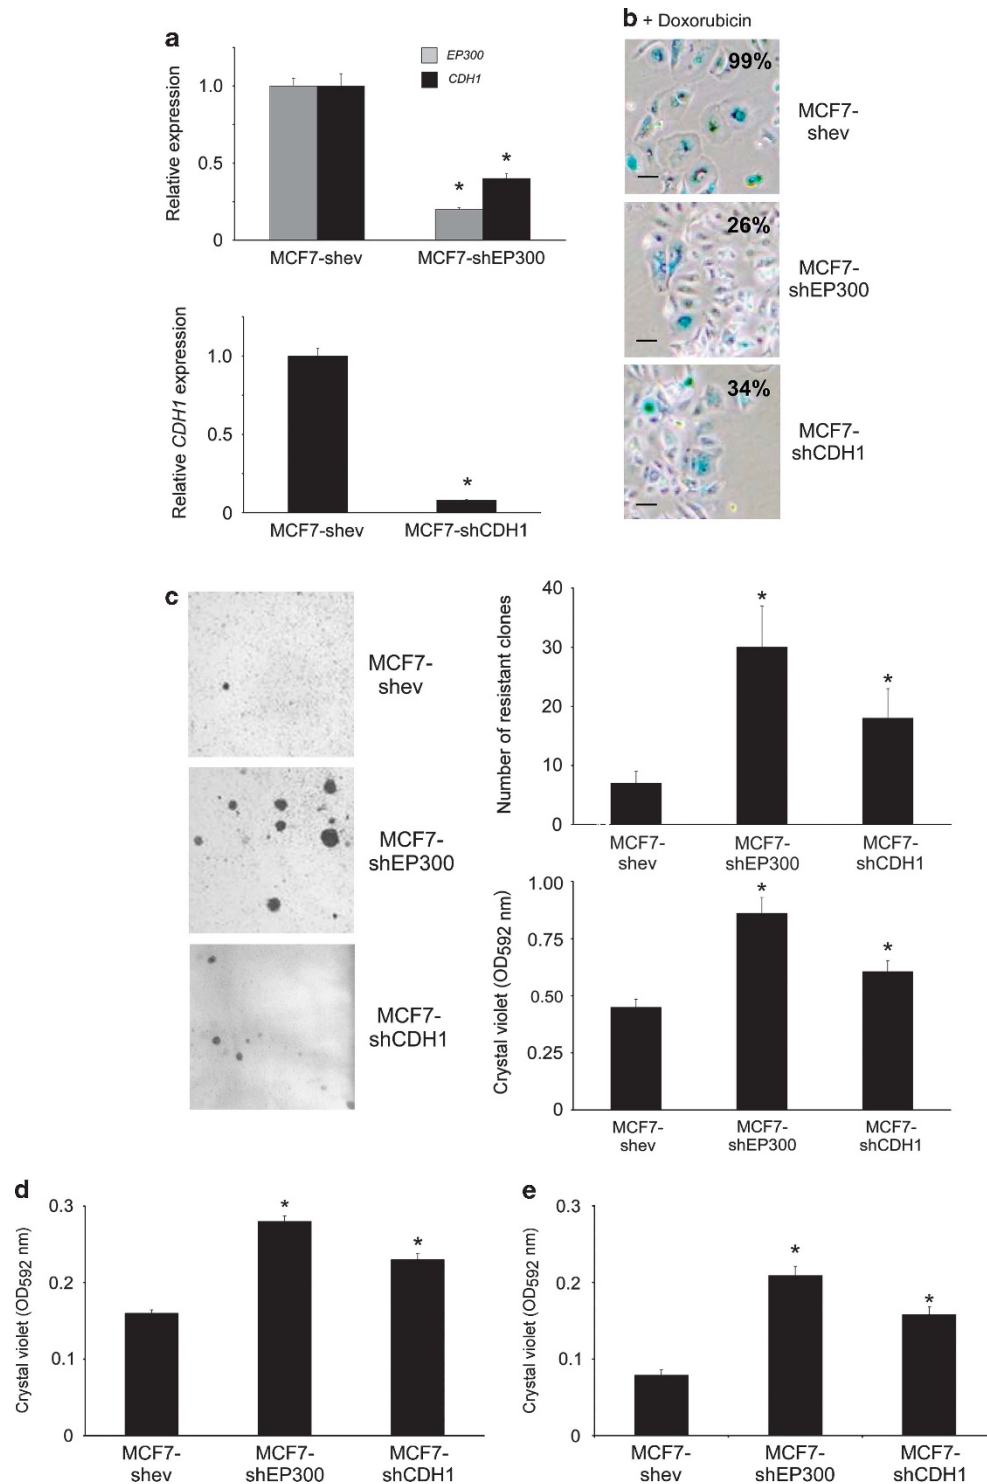 a
Relative expression
1.0
0.5
0
EP300
CDH1
*
*
MCF7-shev
MCF7-shEP300
Relative CDH1 expression
1.0
0.5
0
*
MCF7-shev
MCF7-shCDH1
b + Doxorubicin
99%
MCF7-
shev
26%
MCF7-
shEP300
34%
MCF7-
shCDH1
c
MCF7-
shev
MCF7-
shEP300
MCF7-
shCDH1
Number of resistant clones
40
30
20
10
0
*
*
MCF7-
shev
MCF7-
shEP300
MCF7-
shCDH1
Crystal violet (OD592 nm)
1.00
0.75
0.50
0.25
0
*
*
MCF7-
shev
MCF7-
shEP300
MCF7-
shCDH1
d
Crystal violet (OD592 nm)
0.3
0.2
0.1
0
*
*
MCF7-
shev
MCF7-
shEP300
MCF7-
shCDH1
e
Crystal violet (OD592 nm)
0.3
0.2
0.1
0
*
*
MCF7-
shev
MCF7-
shEP300
MCF7-
shCDH1